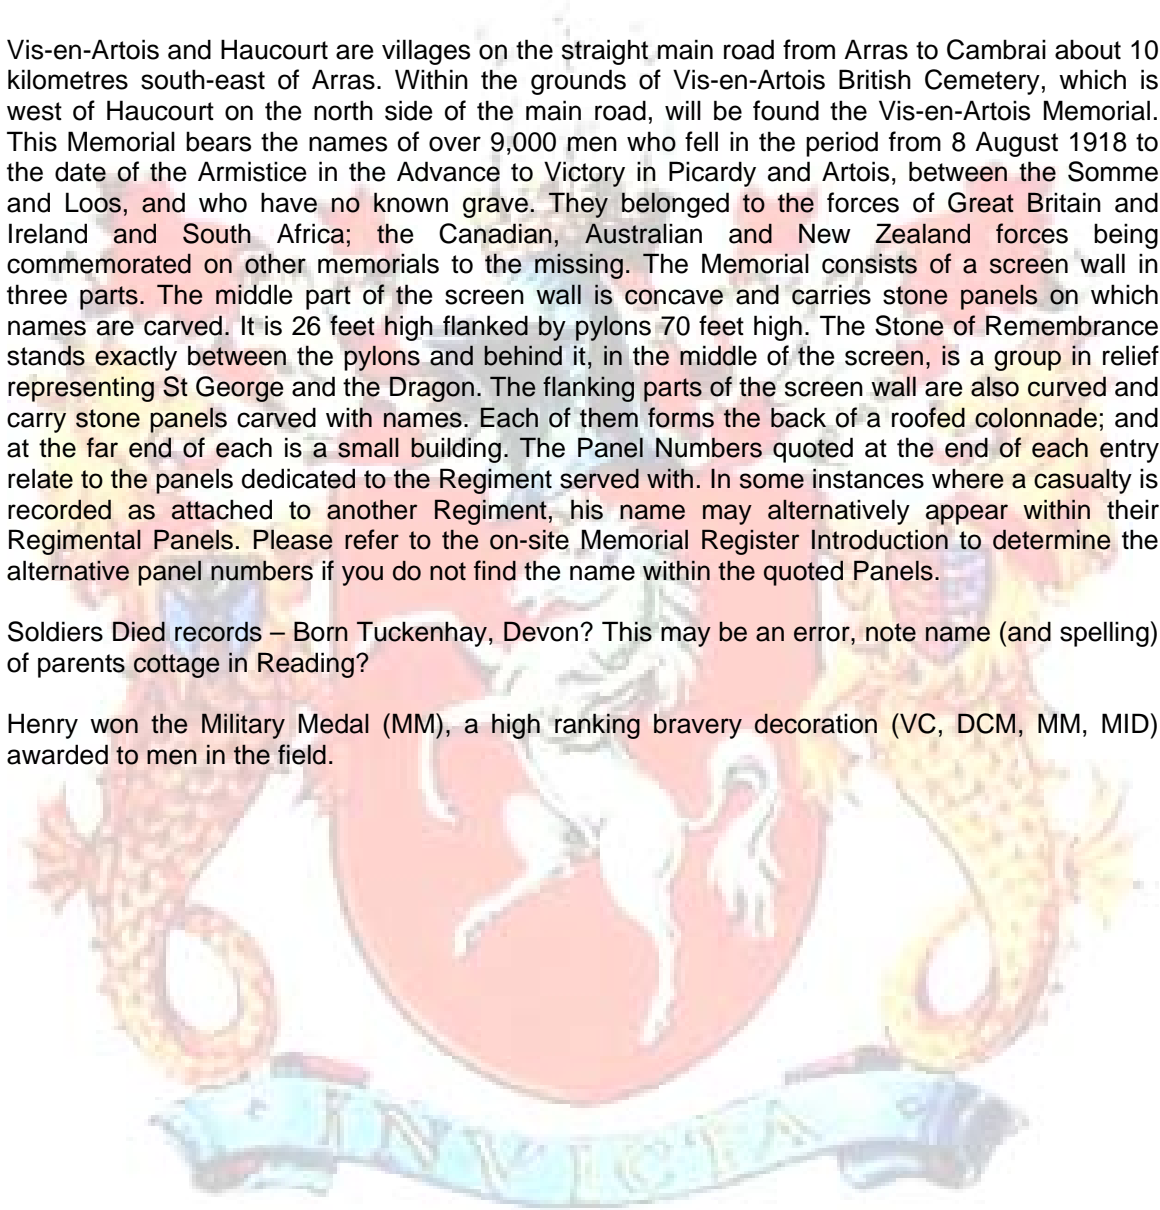 Vis-en-Artois and Haucourt are villages on the straight main road from Arras to Cambrai about 10
kilometres south-east of Arras. Within the grounds of Vis-en-Artois British Cemetery, which is
west of Haucourt on the north side of the main road, will be found the Vis-en-Artois Memorial.
This Memorial bears the names of over 9,000 men who fell in the period from 8 August 1918 to
the date of the Armistice in the Advance to Victory in Picardy and Artois, between the Somme
and Loos, and who have no known grave. They belonged to the forces of Great Britain and
Ireland and South Africa; the Canadian, Australian and New Zealand forces being
commemorated on other memorials to the missing. The Memorial consists of a screen wall in
three parts. The middle part of the screen wall is concave and carries stone panels on which
names are carved. It is 26 feet high flanked by pylons 70 feet high. The Stone of Remembrance
stands exactly between the pylons and behind it, in the middle of the screen, is a group in relief
representing St George and the Dragon. The flanking parts of the screen wall are also curved and
carry stone panels carved with names. Each of them forms the back of a roofed colonnade; and
at the far end of each is a small building. The Panel Numbers quoted at the end of each entry
relate to the panels dedicated to the Regiment served with. In some instances where a casualty is
recorded as attached to another Regiment, his name may alternatively appear within their
Regimental Panels. Please refer to the on-site Memorial Register Introduction to determine the
alternative panel numbers if you do not find the name within the quoted Panels.
Soldiers Died records – Born Tuckenhay, Devon? This may be an error, note name (and spelling)
of parents cottage in Reading?
Henry won the Military Medal (MM), a high ranking bravery decoration (VC, DCM, MM, MID)
awarded to men in the field.
INVICTA